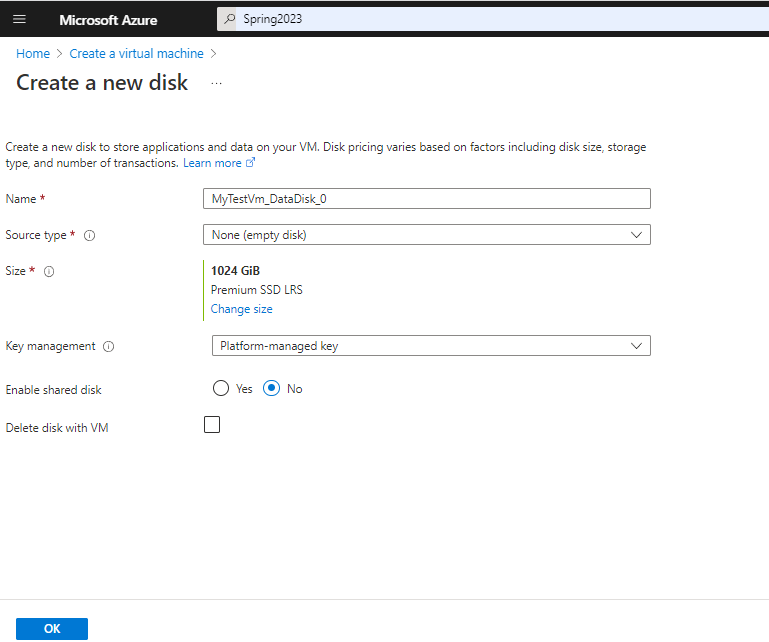 Microsoft Azure
Spring2023
Home > Create a virtual machine >
Create a new disk ...
Create a new disk to store applications and data on your VM. Disk pricing varies based on factors including disk size, storage
type, and number of transactions. Learn more
Name *
MyTestVm_DataDisk_0
Source type *
None (empty disk)
Size *
1024 GiB
Premium SSD LRS
Change size
Key management
Platform-managed key
Enable shared disk
Yes No
Delete disk with VM
OK